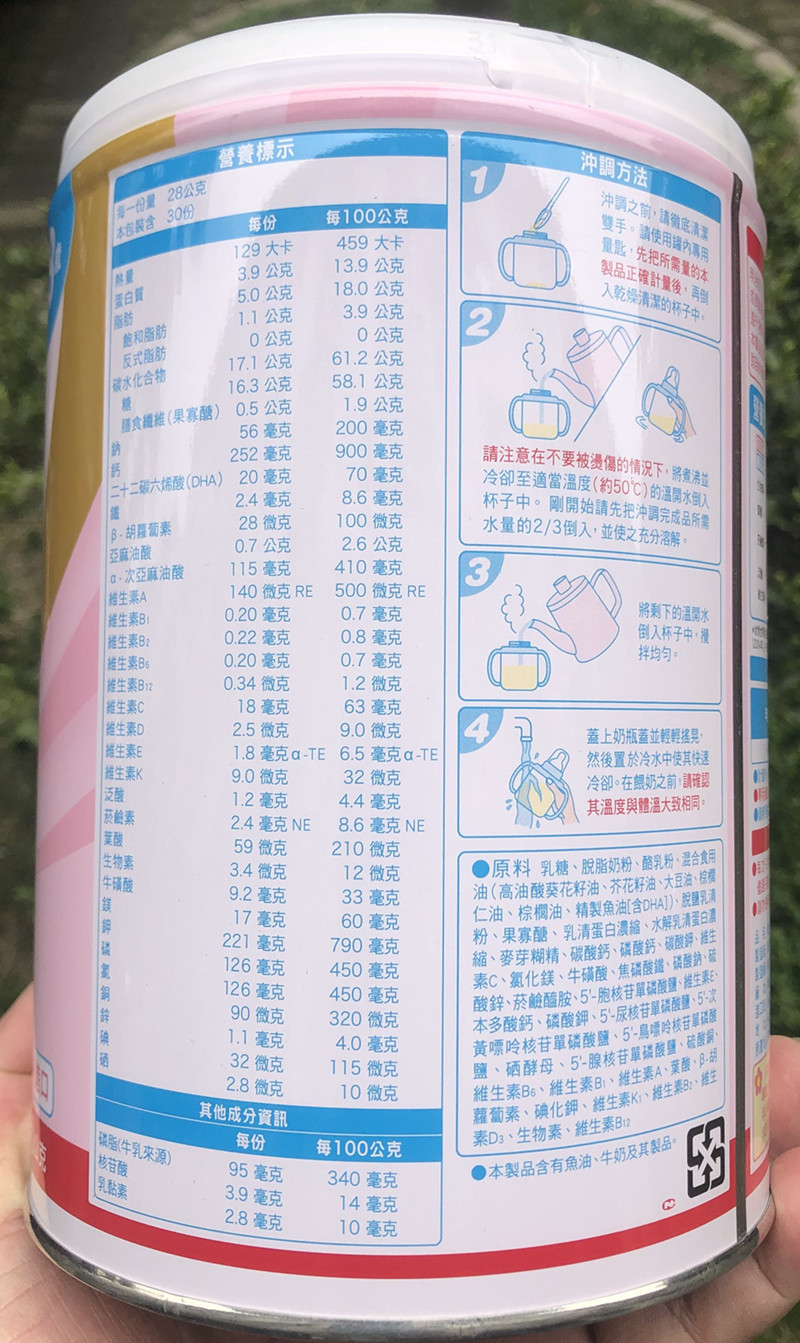 31
營養標示
每一份量 28公克
本包裝含 30份
每份 每100公克
熱量 129 大卡 459 大卡
蛋白質 3.9 公克 13.9 公克
脂肪 5.0 公克 18.0 公克
飽和脂肪 1.1 公克 3.9 公克
反式脂肪 0 公克 0 公克
碳水化合物 17.1 公克 61.2 公克
糖 16.3 公克 58.1 公克
膳食纖維(果寡醣) 0.5 公克 1.9 公克
鈉 56 毫克 200 毫克
鈣 252 毫克 900 毫克
二十二碳六烯酸(DHA) 20 毫克 70 毫克
鐵 2.4 毫克 8.6 毫克
β-胡蘿蔔素 28 微克 100 微克
亞麻油酸 0.7 公克 2.6 公克
α-次亞麻油酸 115 毫克 410 毫克
維生素A 140 微克 RE 500 微克 RE
維生素B1 0.20 毫克 0.7 毫克
維生素B2 0.22 毫克 0.8 毫克
維生素B6 0.20 毫克 0.7 毫克
維生素B12 0.34 微克 1.2 微克
維生素C 18 毫克 63 毫克
維生素D 2.5 微克 9.0 微克
維生素E 1.8 毫克α-TE 6.5 毫克α-TE
維生素K 9.0 微克 32 微克
泛酸 1.2 毫克 4.4 毫克
菸鹼素 2.4 毫克 NE 8.6 毫克 NE
葉酸 59 微克 210 微克
生物素 3.4 微克 12 微克
牛磺酸 9.2 毫克 33 毫克
鎂 17 毫克 60 毫克
鉀 221 毫克 790 毫克
磷 126 毫克 450 毫克
氯 126 毫克 450 毫克
銅 90 微克 320 微克
鋅 1.1 毫克 4.0 毫克
碘 32 微克 115 微克
硒 2.8 微克 10 微克
其他成分資訊
每份 每100公克
磷脂(牛乳來源) 95 毫克 340 毫克
核苷酸 3.9 毫克 14 毫克
乳黏素 2.8 毫克 10 毫克
沖調方法
1
沖調之前,請徹底清潔
雙手。請使用罐內專用
量匙,先把所需量的本
製品正確計量後,再倒
入乾燥清潔的杯子中。
2
請注意在不要被燙傷的情況下,將煮沸並
冷卻至適當溫度(約50℃)的溫開水倒入
杯子中。剛開始請先把沖調完成品所需
水量的2/3倒入,並使之充分溶解。
3
將剩下的溫開水
倒入杯子中,攪
拌均勻。
4
蓋上奶瓶蓋並輕輕搖晃,
然後置於冷水中使其快速
冷卻。在餵奶之前,請確認
其溫度與體溫大致相同。
●原料 乳糖、脫脂奶粉、酪乳粉、混合食用
油(高油酸葵花籽油、芥花籽油、大豆油、棕櫚
仁油、棕櫚油、精製魚油[含DHA])、脫鹽乳清
粉、果寡醣、乳清蛋白濃縮、水解乳清蛋白濃
縮、麥芽糊精、碳酸鈣、磷酸鈣、碳酸鉀、維生
素C、氯化鎂、牛磺酸、焦磷酸鐵、磷酸鈉、硫
酸鋅、菸鹼醯胺、5'-胞核苷單磷酸鹽、維生素E、
本多酸鈣、磷酸鉀、5'-尿核苷單磷酸鹽、5'-次
黃嘌呤核苷單磷酸鹽、5'-鳥嘌呤核苷單磷酸
鹽、硒酵母、5'-腺核苷單磷酸鹽、硫酸銅、
維生素B6、維生素B1、維生素A、葉酸、β-胡
蘿蔔素、碘化鉀、維生素K1、維生素B2、維生
素D3、生物素、維生素B12
●本製品含有魚油、牛奶及其製品。
口
克